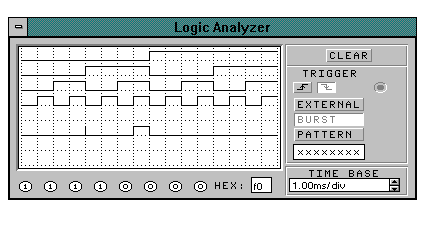 Logic Analyzer
CLEAR
TRIGGER
EXTERNAL
BURST
PATTERN
xxxxxxxx
TIME BASE
1.00ms/div
1 1 1 1 0 0 0 0 HEX: f0